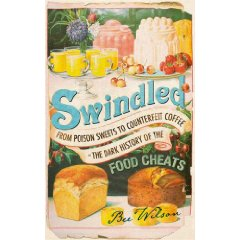 Swindled
FROM POISON SWEETS TO COUNTERFEIT COFFEE
– THE DARK HISTORY OF THE
FOOD CHEATS
Bee Wilson